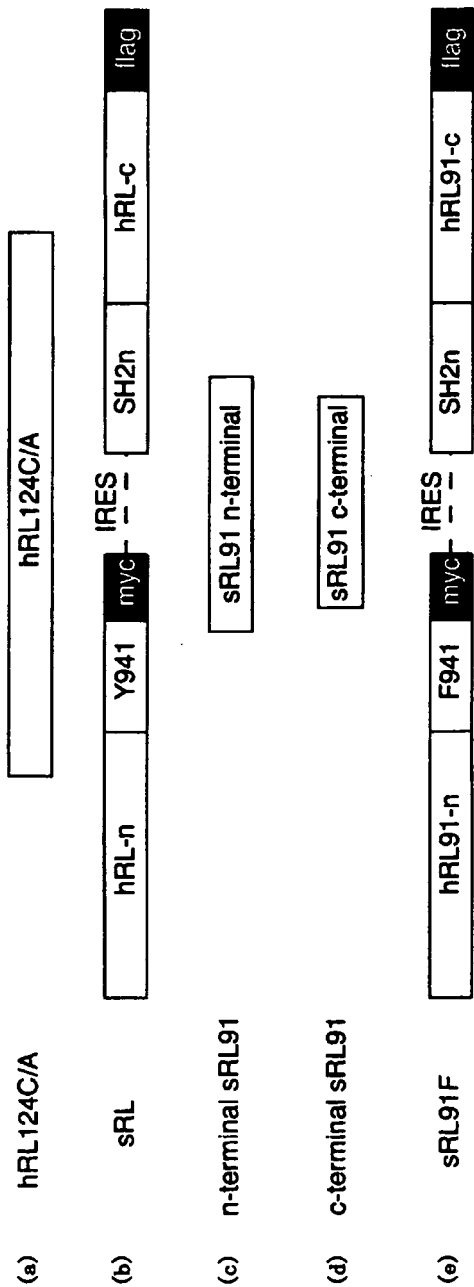 (a) hRL124C/A hRL124C/A
(b) sRL hRL-n Y941 myc IRES SH2n hRL-c flag
(c) n-terminal sRL91 sRL91 n-terminal
(d) c-terminal sRL91 sRL91 c-terminal
(e) sRL91F hRL91-n F941 myc IRES SH2n hRL91-c flag